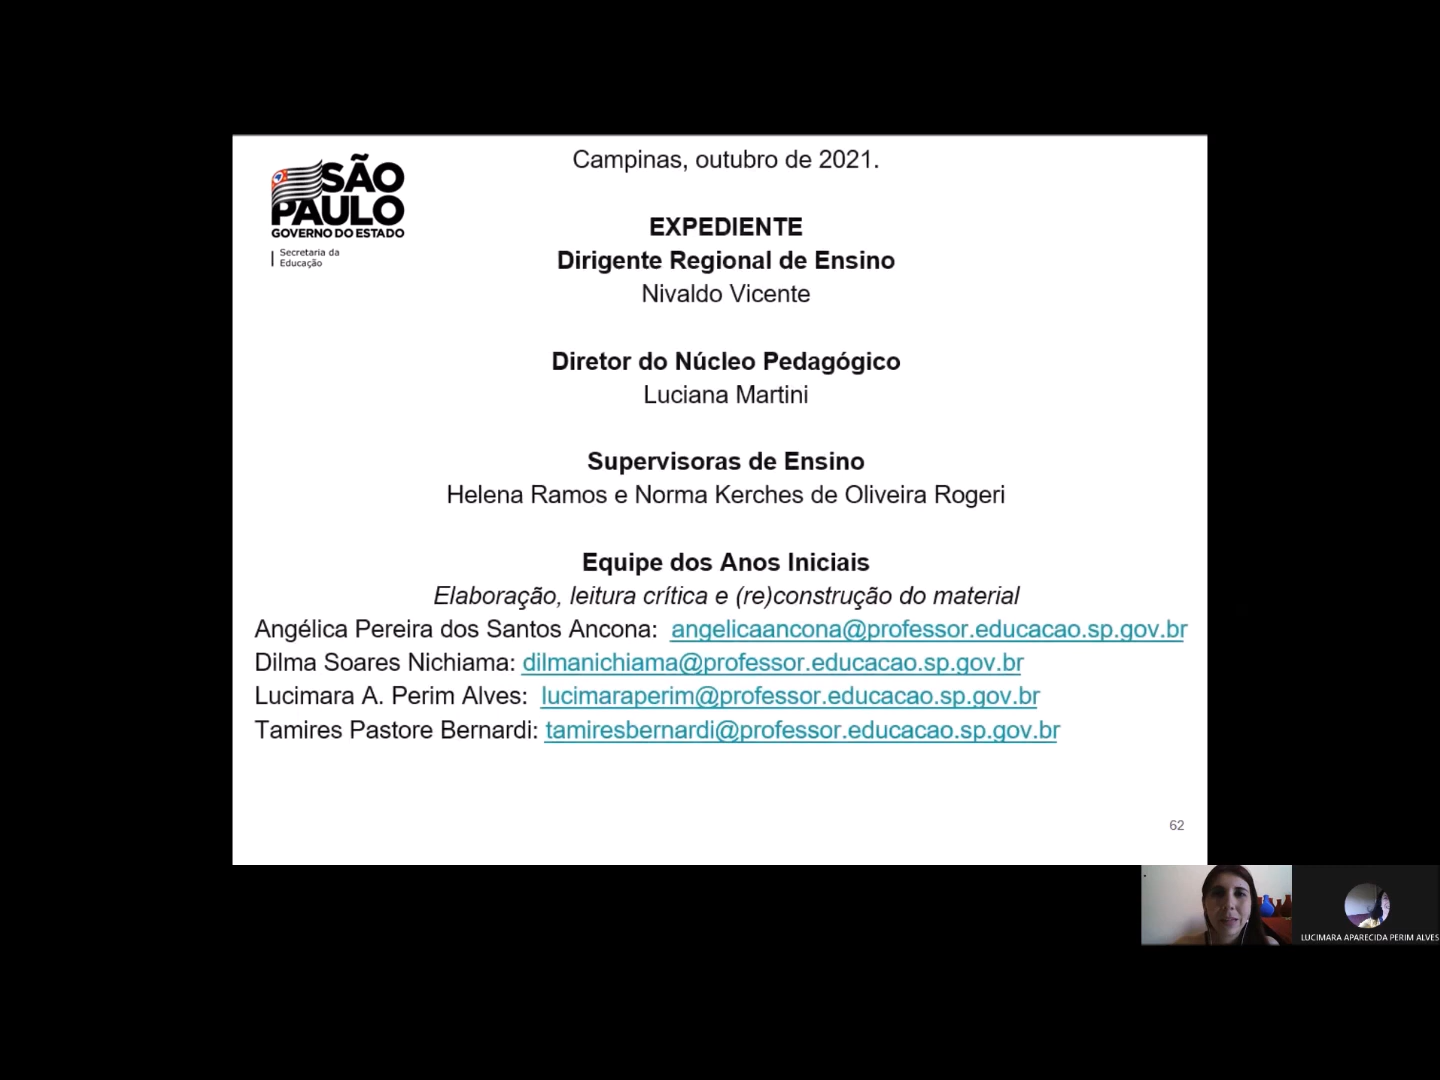 SÃO
PAULO
GOVERNO DO ESTADO
Secretaria da
Educação
Campinas, outubro de 2021.
EXPEDIENTE
Dirigente Regional de Ensino
Nivaldo Vicente
Diretor do Núcleo Pedagógico
Luciana Martini
Supervisoras de Ensino
Helena Ramos e Norma Kerches de Oliveira Rogeri
Equipe dos Anos Iniciais
Elaboração, leitura crítica e (re)construção do material
Angélica Pereira dos Santos Ancona: angelicaancona@professor.educacao.sp.gov.br
Dilma Soares Nichiama: dilmanichiama@professor.educacao.sp.gov.br
Lucimara A. Perim Alves: lucimaraperim@professor.educacao.sp.gov.br
Tamires Pastore Bernardi: tamiresbernardi@professor.educacao.sp.gov.br
62
LUCIMARA APARECIDA PERIM ALVES